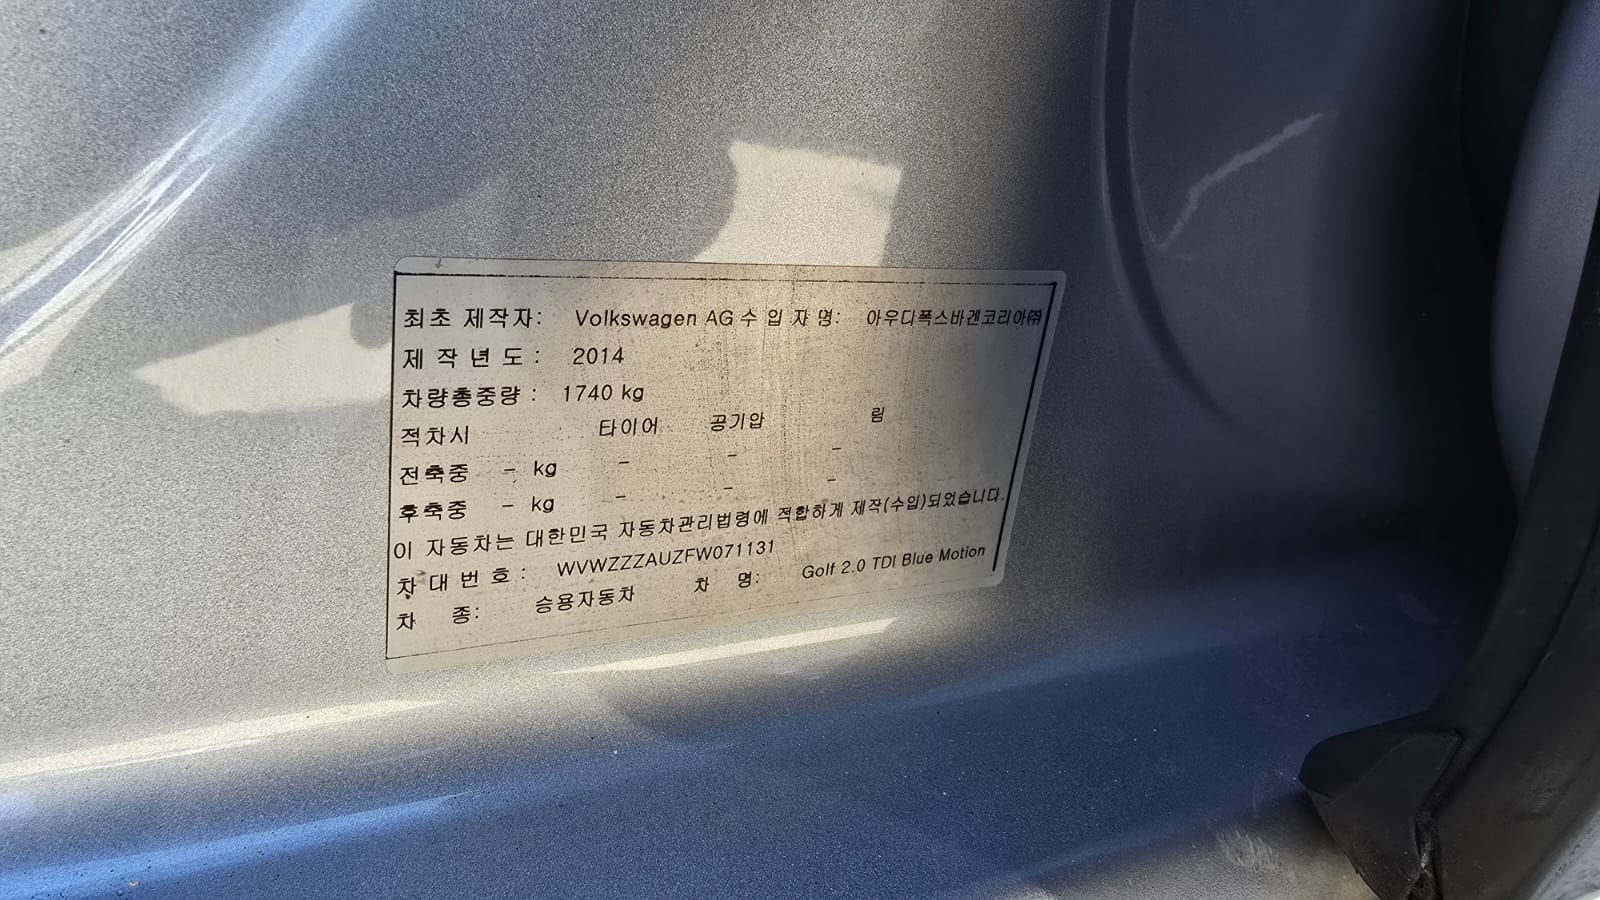 최초 제작자: Volkswagen AG 수 입 자 명: 아우디폭스바겐코리아㈜
제 작 년 도 : 2014
차량총중량 : 1740 kg
적차시 타이어 공기압 림
전축중 - kg - - -
후축중 - kg - - -
이 자동차는 대한민국 자동차관리법령에 적합하게 제작(수입)되었습니다.
차 대 번 호 : WVWZZZAUZFW071131
차 종: 승용자동차 차 명: Golf 2.0 TDI Blue Motion